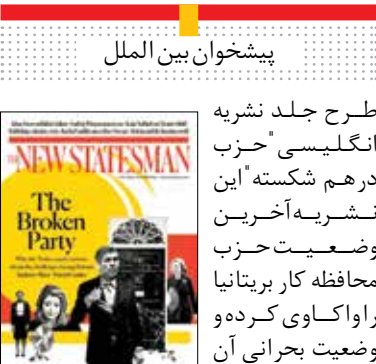 پیشخوان بین الملل
طرح جلد نشریه
انگلیسی"حزب
درهم شکسته"این
نشریه آخرین
وضعیت حزب
محافظه کار بریتانیا
را واکاوی کرده و
وضعیت بحرانی آن
NEW STATESMAN
The
Broken
Party